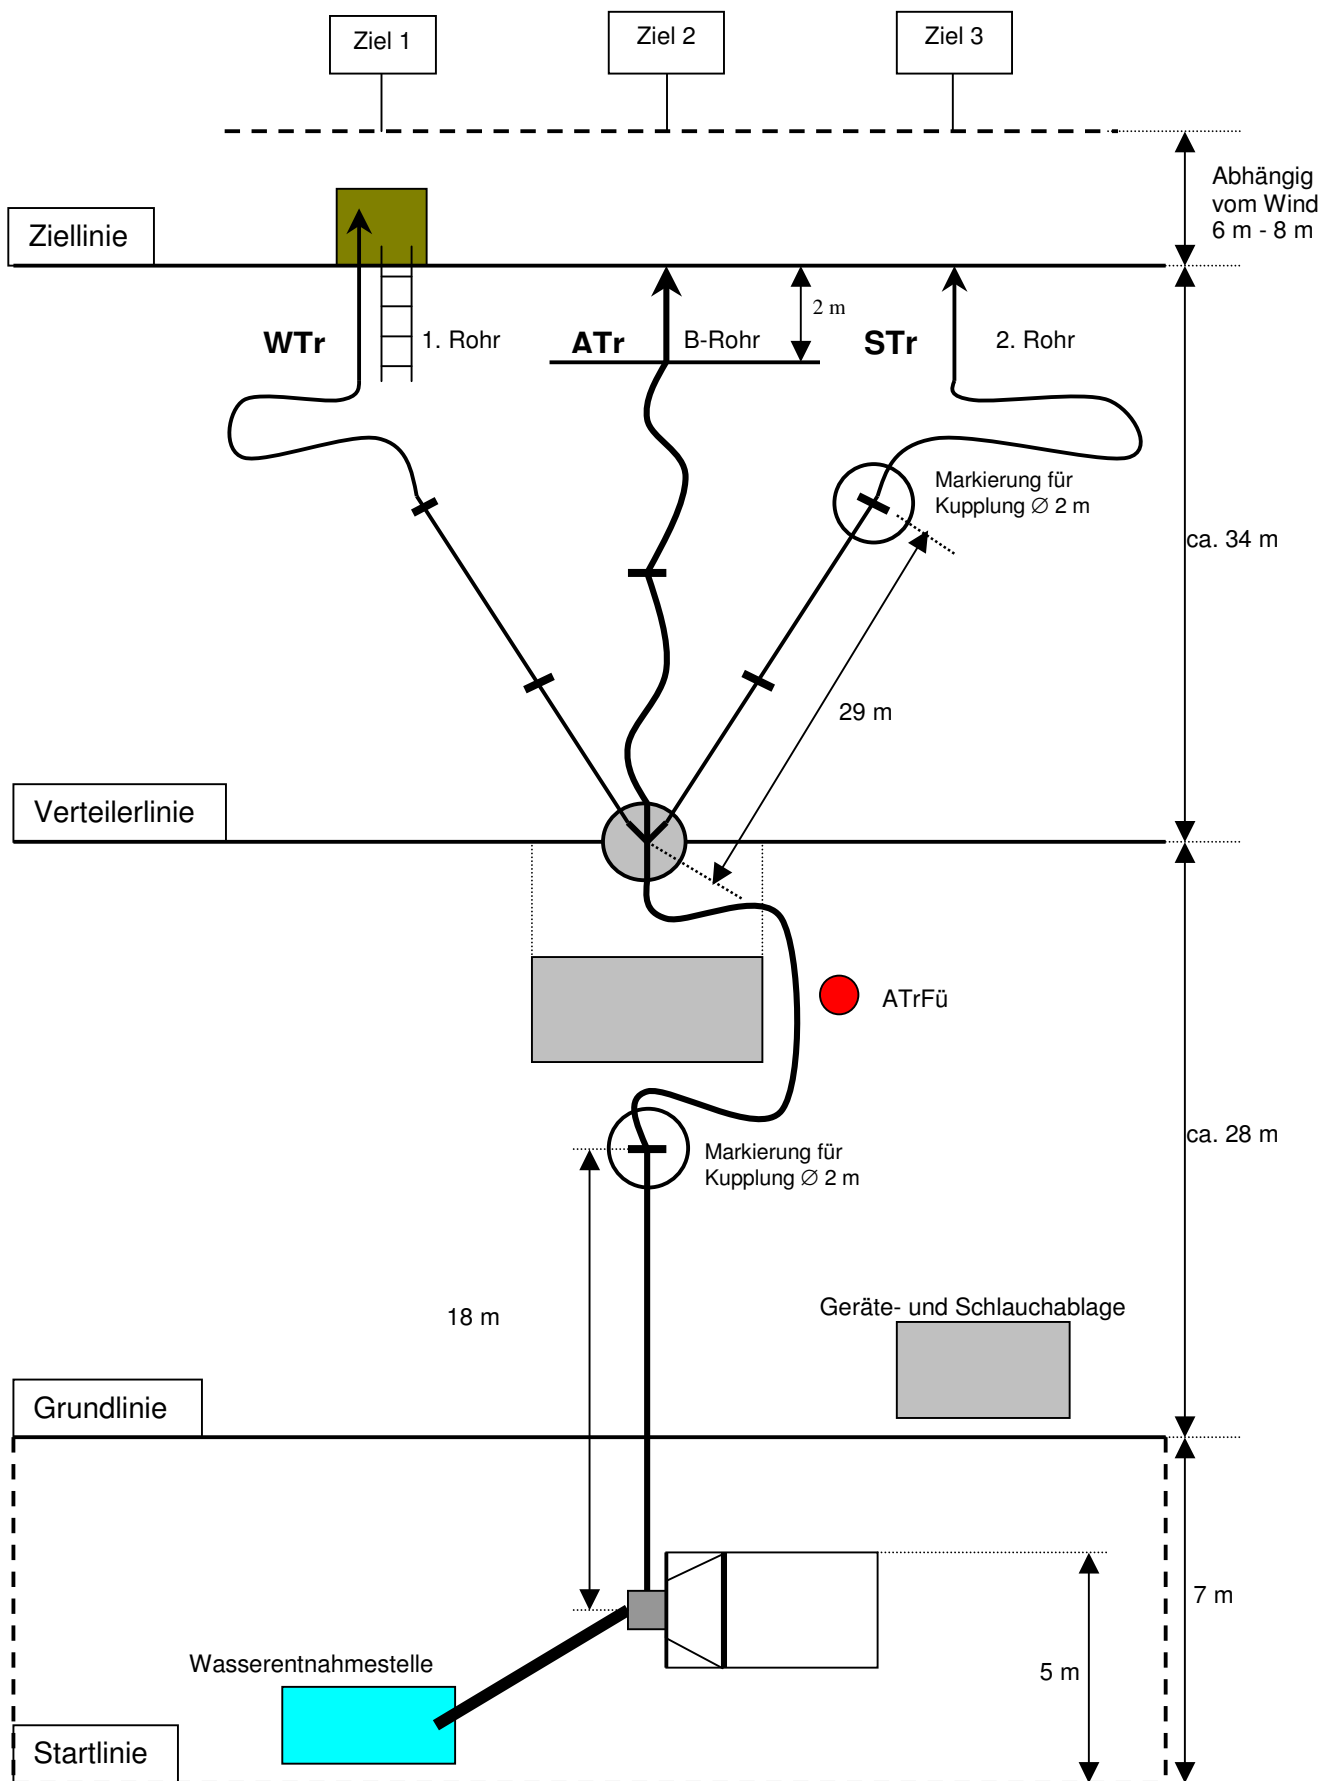 Ziel 1
Ziel 2
Ziel 3
Abhängig
vom Wind
6 m - 8 m
Ziellinie
2 m
WTr
1. Rohr
ATr
B-Rohr
STr
2. Rohr
Markierung für
Kupplung ∅ 2 m
ca. 34 m
29 m
Verteilerlinie
ATrFü
ca. 28 m
Markierung für
Kupplung ∅ 2 m
18 m
Geräte- und Schlauchablage
Grundlinie
7 m
Wasserentnahmestelle
5 m
Startlinie